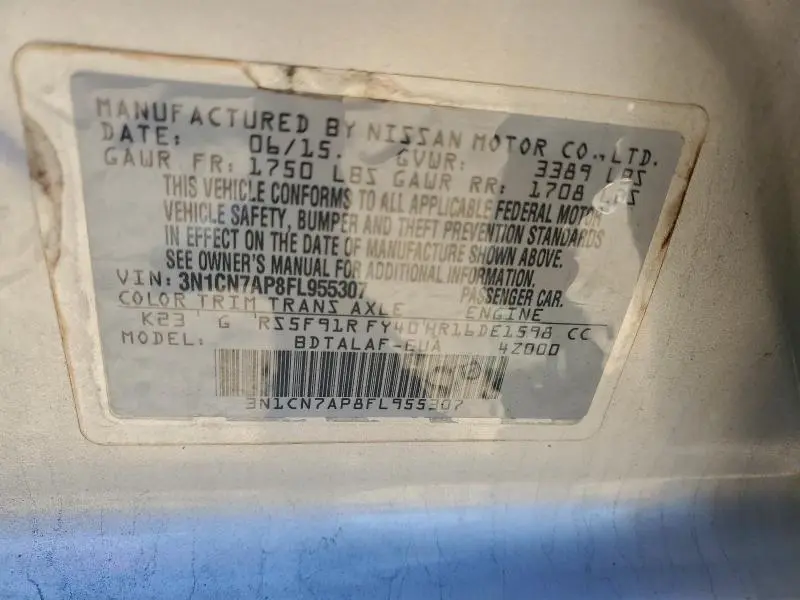 MANUFACTURED BY NISSAN MOTOR CO., LTD.
DATE: 06/15. GVWR: 3389 LBS
GAWR FR: 1750 LBS GAWR RR: 1708 LBS
THIS VEHICLE CONFORMS TO ALL APPLICABLE FEDERAL MOTOR
VEHICLE SAFETY, BUMPER AND THEFT PREVENTION STANDARDS
IN EFFECT ON THE DATE OF MANUFACTURE SHOWN ABOVE.
SEE OWNER'S MANUAL FOR ADDITIONAL INFORMATION.
VIN: 3N1CN7AP8FL955307 PASSENGER CAR.
COLOR TRIM TRANS AXLE ENGINE
K23 G RS5F91R FY40 HR16DE1598 CC
MODEL: BDTALAF-EUA 4Z000
3N1CN7AP8FL955307